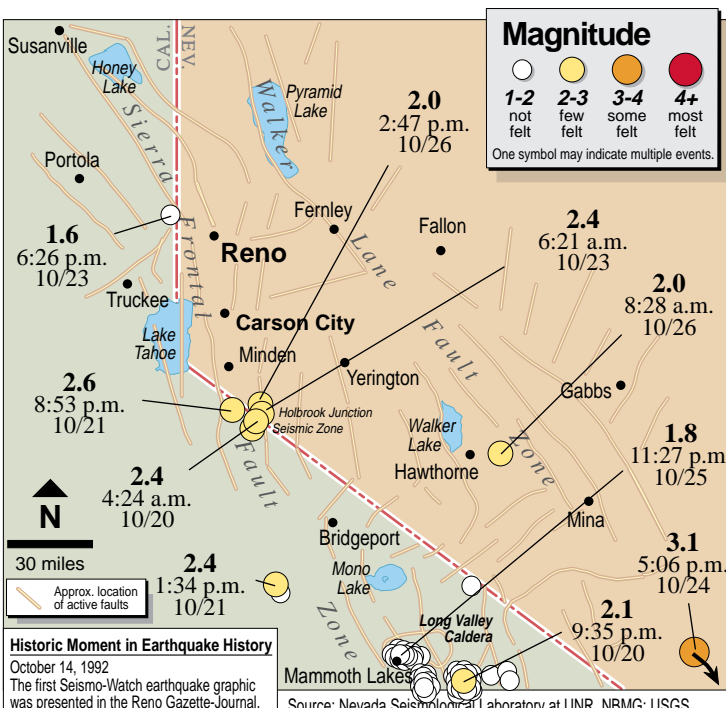 Susanville
Honey
Lake
CAL.
NEV.
Sierra
Frontal
Fault
Zone
Walker
Lane
Fault
Zone
Pyramid
Lake
Magnitude
1-2
not
felt
2-3
few
felt
3-4
some
felt
4+
most
felt
One symbol may indicate multiple events.
2.0
2:47 p.m.
10/26
Portola
1.6
6:26 p.m.
10/23
Reno
Fernley
Fallon
2.4
6:21 a.m.
10/23
2.0
8:28 a.m.
10/26
Truckee
Carson City
Lake
Tahoe
Minden
Yerington
Gabbs
2.6
8:53 p.m.
10/21
Holbrook Junction
Seismic Zone
Walker
Lake
Hawthorne
1.8
11:27 p.m
10/25
2.4
4:24 a.m.
10/20
Mina
N
30 miles
Bridgeport
Mono
Lake
2.4
1:34 p.m.
10/21
3.1
5:06 p.m.
10/24
Approx. location
of active faults
Long Valley
Caldera
2.1
9:35 p.m.
10/20
Mammoth Lakes
Historic Moment in Earthquake History
October 14, 1992
The first Seismo-Watch earthquake graphic
was presented in the Reno Gazette-Journal.
Source: Nevada Seismological Laboratory at UNR, NBMG; USGS